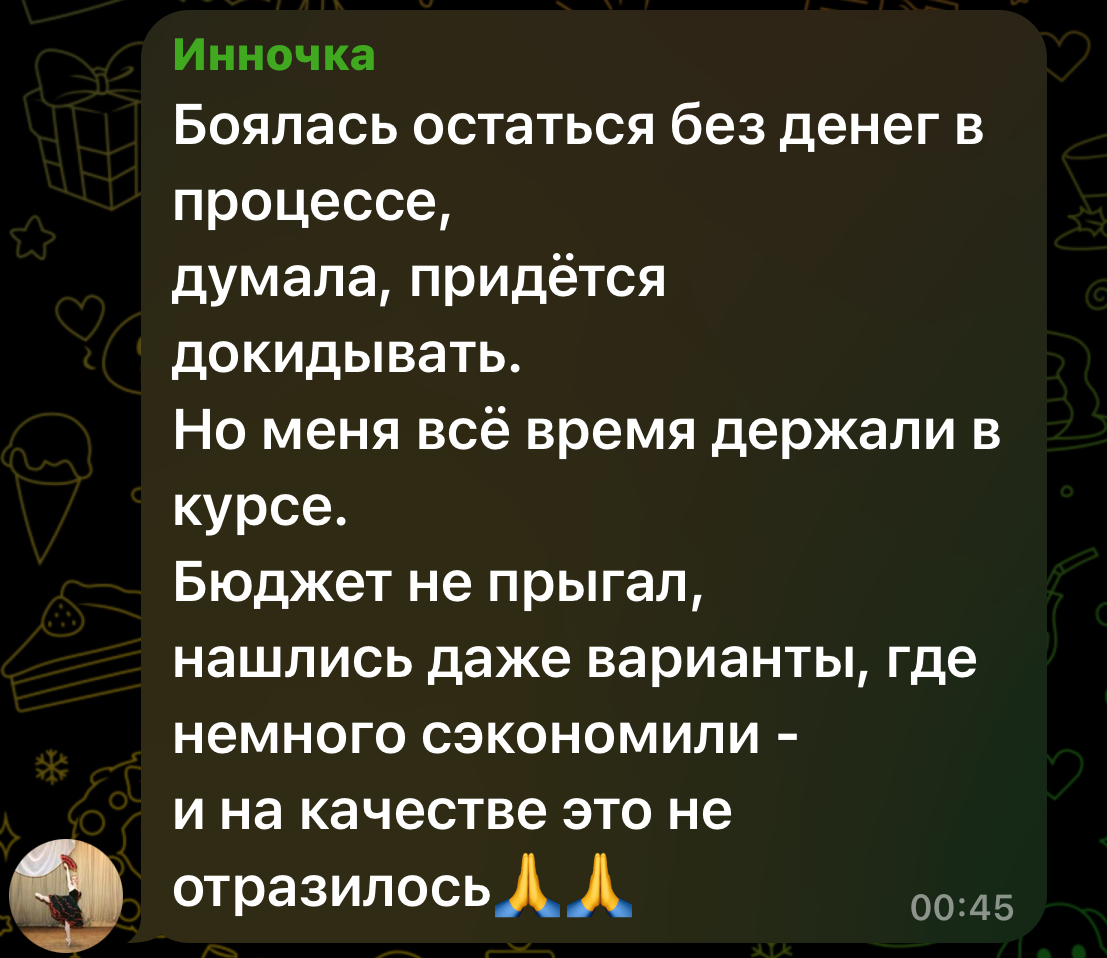 Инночка
Боялась остаться без денег в
процессе,
думала, придётся
докидывать.
Но меня всё время держали в
курсе.
Бюджет не прыгал,
нашлись даже варианты, где
немного сэкономили -
и на качестве это не
отразилось🙏🙏
00:45